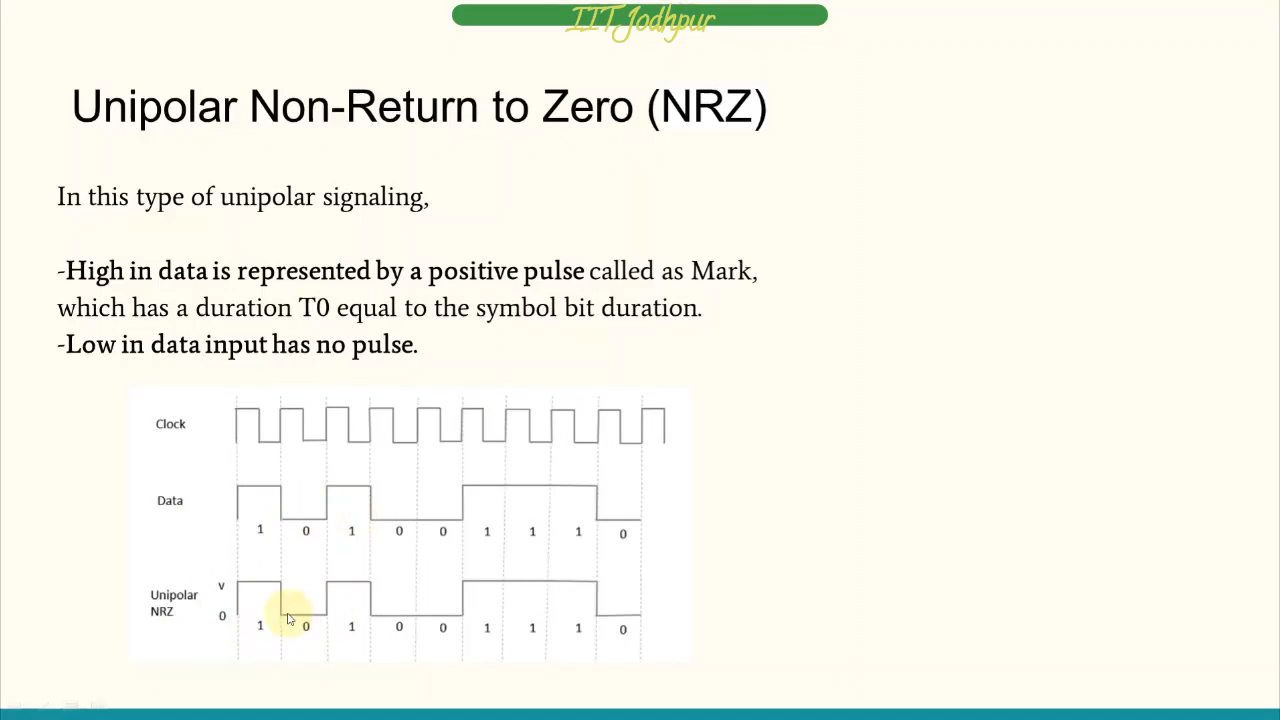 IIT Jodhpur
Unipolar Non-Return to Zero (NRZ)
In this type of unipolar signaling,
-High in data is represented by a positive pulse called as Mark,
which has a duration T0 equal to the symbol bit duration.
-Low in data input has no pulse.
Clock
Data
1 0 1 0 0 1 1 1 0
Unipolar
NRZ
v
0
1 0 1 0 0 1 1 1 0